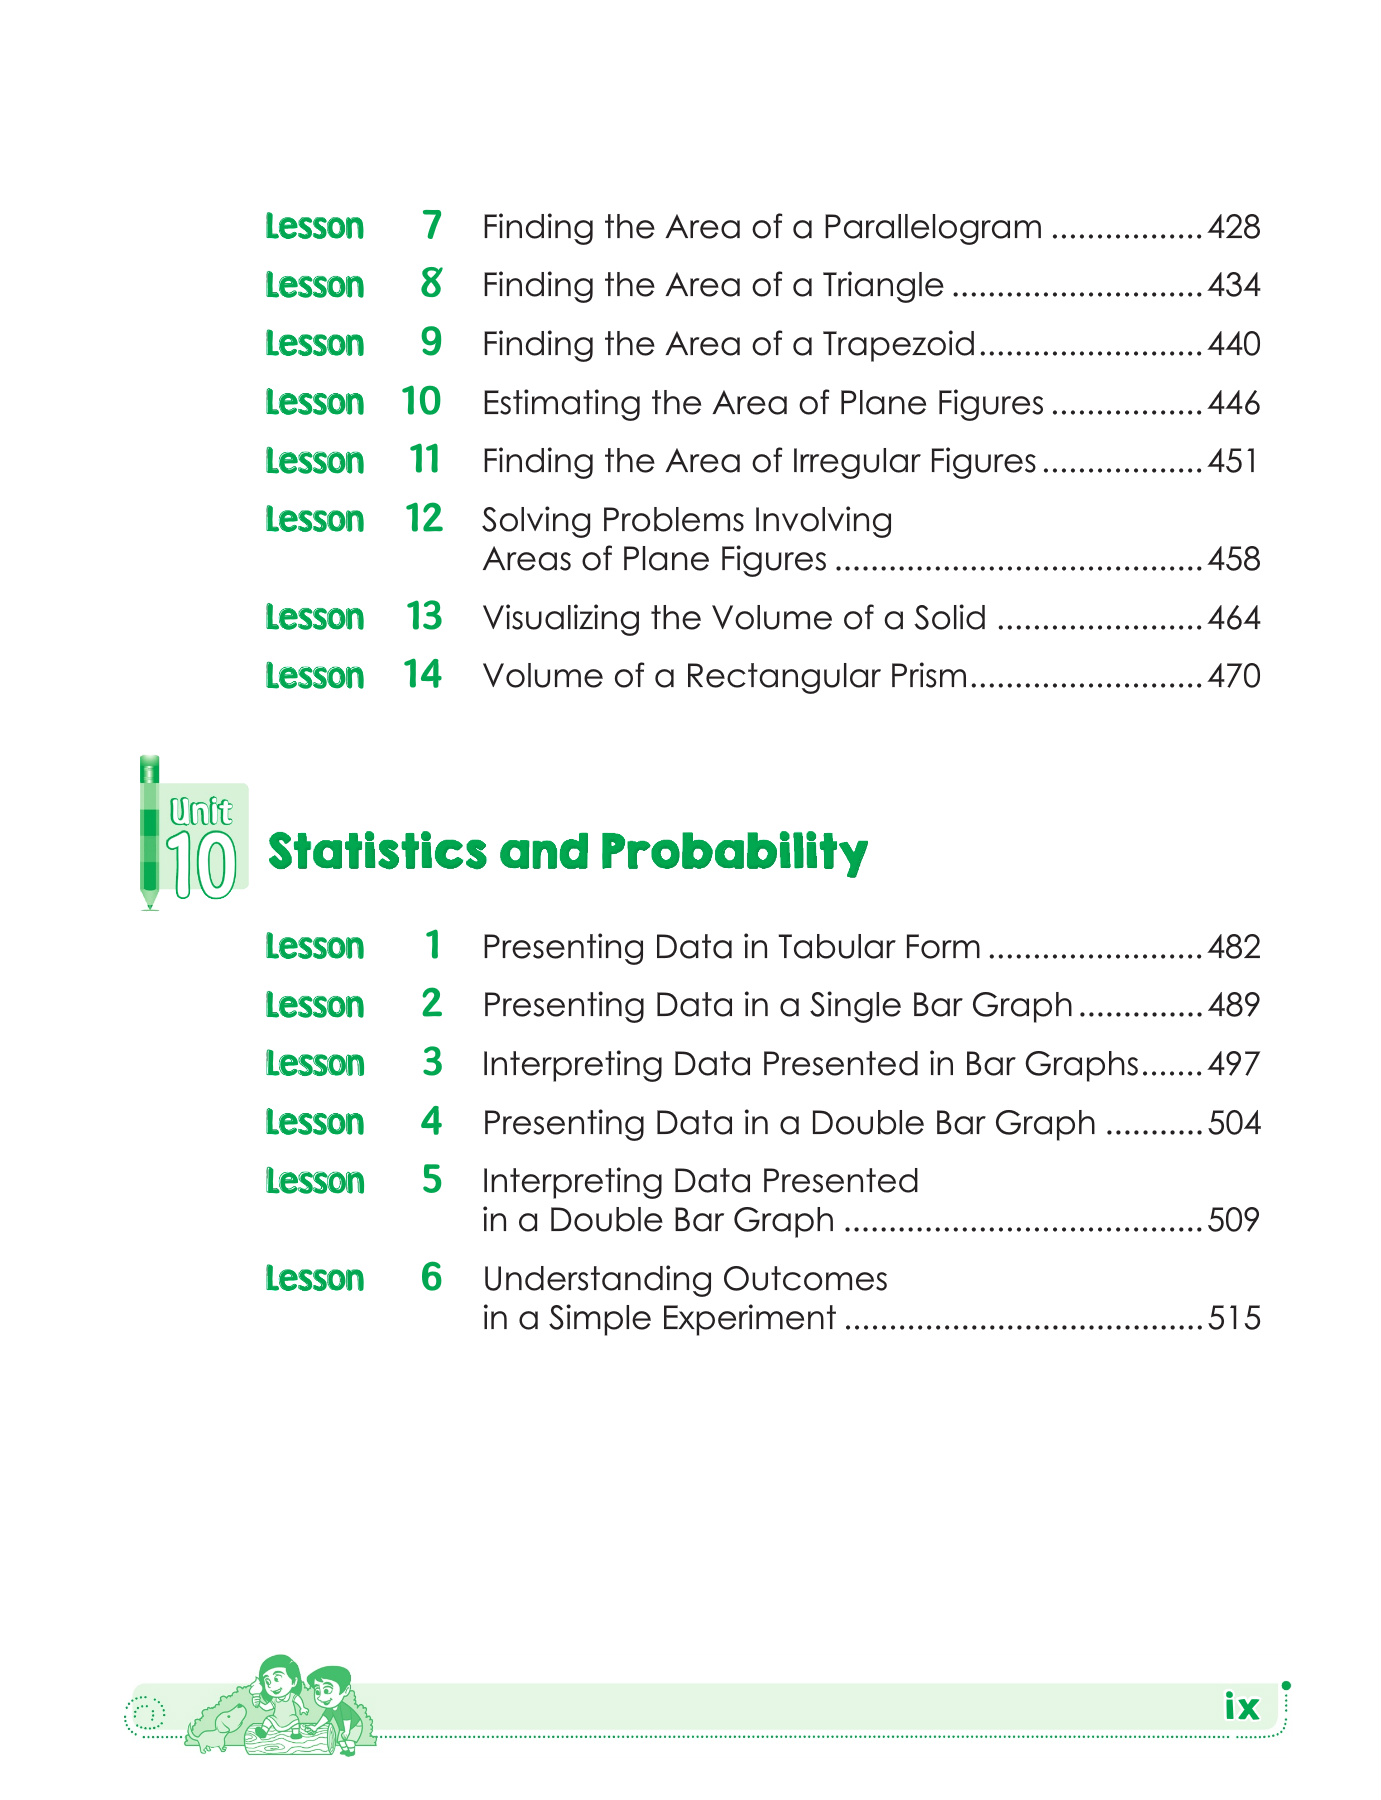 Lesson 7 Finding the Area of a Parallelogram ................. 428
Lesson 8 Finding the Area of a Triangle ............................ 434
Lesson 9 Finding the Area of a Trapezoid......................... 440
Lesson 10 Estimating the Area of Plane Figures ................. 446
Lesson 11 Finding the Area of Irregular Figures .................. 451
Lesson 12 Solving Problems Involving
Areas of Plane Figures ......................................... 458
Lesson 13 Visualizing the Volume of a Solid ....................... 464
Lesson 14 Volume of a Rectangular Prism.......................... 470
Unit
10
Statistics and Probability
Lesson 1 Presenting Data in Tabular Form ........................ 482
Lesson 2 Presenting Data in a Single Bar Graph .............. 489
Lesson 3 Interpreting Data Presented in Bar Graphs....... 497
Lesson 4 Presenting Data in a Double Bar Graph ........... 504
Lesson 5 Interpreting Data Presented
in a Double Bar Graph ........................................ 509
Lesson 6 Understanding Outcomes
in a Simple Experiment ........................................ 515
ix